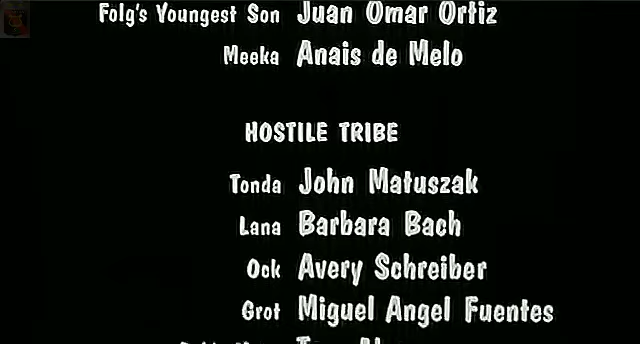 Folg's Youngest Son Juan Omar Ortiz
Meeka Anais de Melo
HOSTILE TRIBE
Tonda John Matuszak
Lana Barbara Bach
Ock Avery Schreiber
Grot Miguel Angel Fuentes